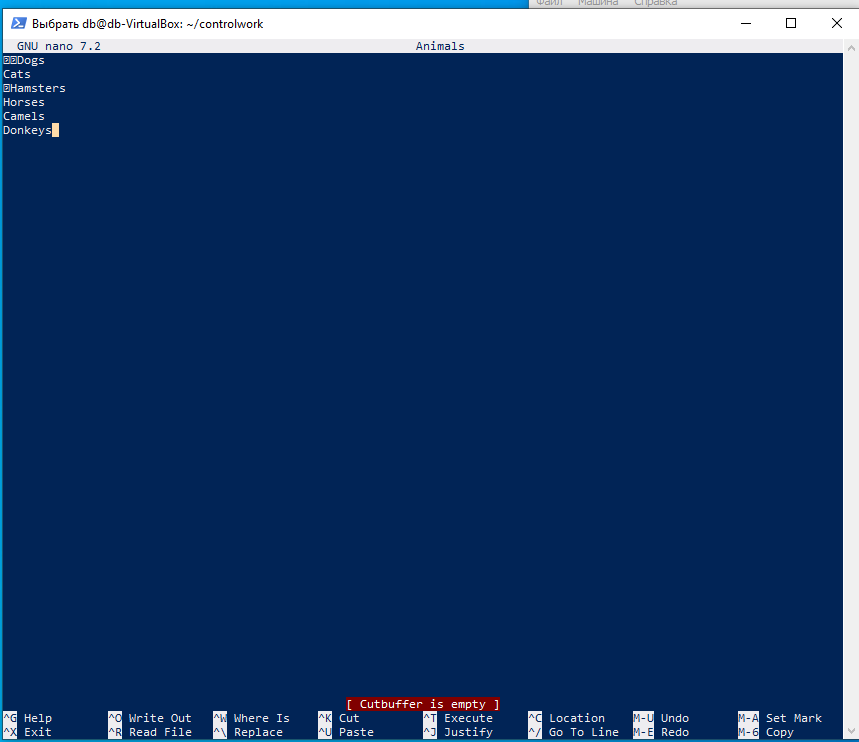 Файл Машина Справка
Выбрать db@db-VirtualBox: ~/controlwork
GNU nano 7.2 Animals
Dogs
Cats
Hamsters
Horses
Camels
Donkeys
[ Cutbuffer is empty ]
^G Help ^O Write Out ^W Where Is ^K Cut ^T Execute ^C Location M-U Undo M-A Set Mark
^X Exit ^R Read File ^\ Replace ^U Paste ^J Justify ^/ Go To Line M-E Redo M-6 Copy